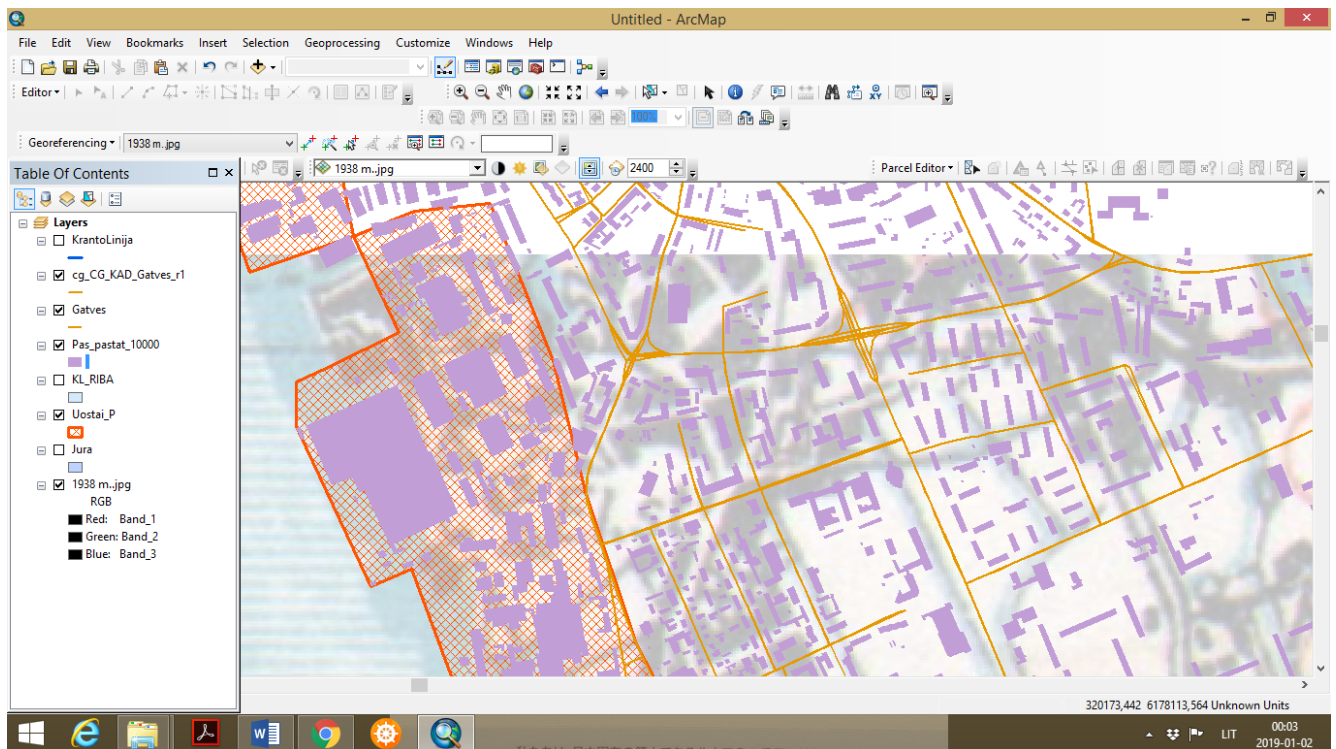 Untitled - ArcMap
File Edit View Bookmarks Insert Selection Geoprocessing Customize Windows Help
Editor
100%
Georeferencing 1938 m..jpg
Table Of Contents
1938 m..jpg 2400 Parcel Editor
Layers
KrantoLinija
cg_CG_KAD_Gatves_r1
Gatves
Pas_pastat_10000
KL_RIBA
Uostai_P
Jura
1938 m..jpg
RGB
Red: Band_1
Green: Band_2
Blue: Band_3
320173,442 6178113,564 Unknown Units
LIT
00:03
2019-01-02